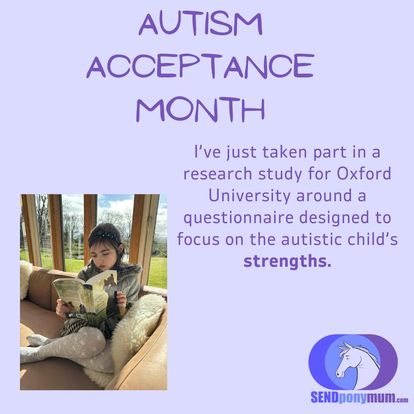 AUTISM
ACCEPTANCE
MONTH
I've just taken part in a
research study for Oxford
University around a
questionnaire designed to
focus on the autistic child's
strengths.
SENDponymum.com